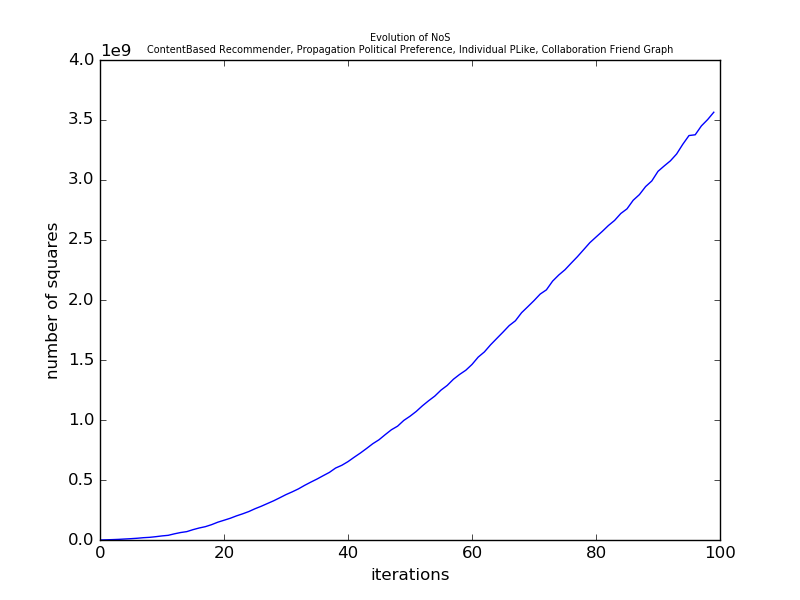 Evolution of NoS
ContentBased Recommender, Propagation Political Preference, Individual PLike, Collaboration Friend Graph
1e9
4.0
3.5
3.0
2.5
2.0
1.5
1.0
0.5
0.0
number of squares
0 20 40 60 80 100
iterations